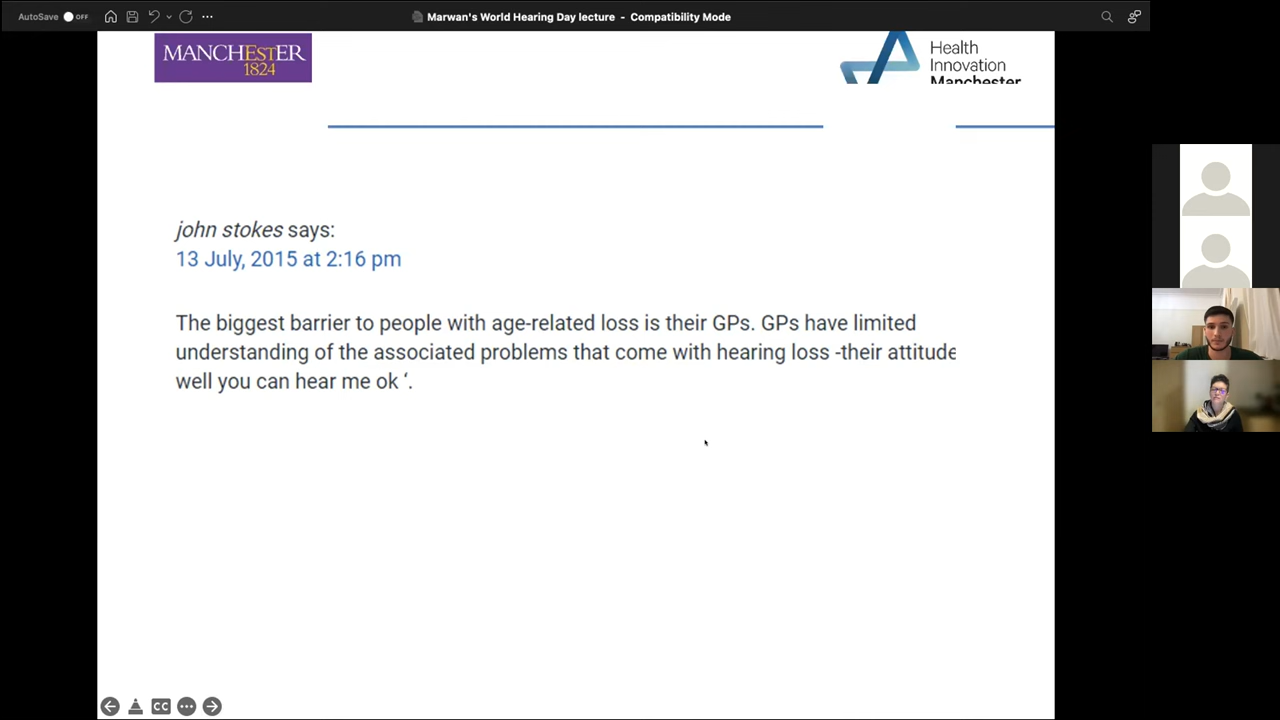 AutoSave OFF
Marwan's World Hearing Day lecture - Compatibility Mode
MANCHESTER
1824
Health
Innovation
Manchester
john stokes says:
13 July, 2015 at 2:16 pm
The biggest barrier to people with age-related loss is their GPs. GPs have limited
understanding of the associated problems that come with hearing loss -their attitude
well you can hear me ok ‘.
CC